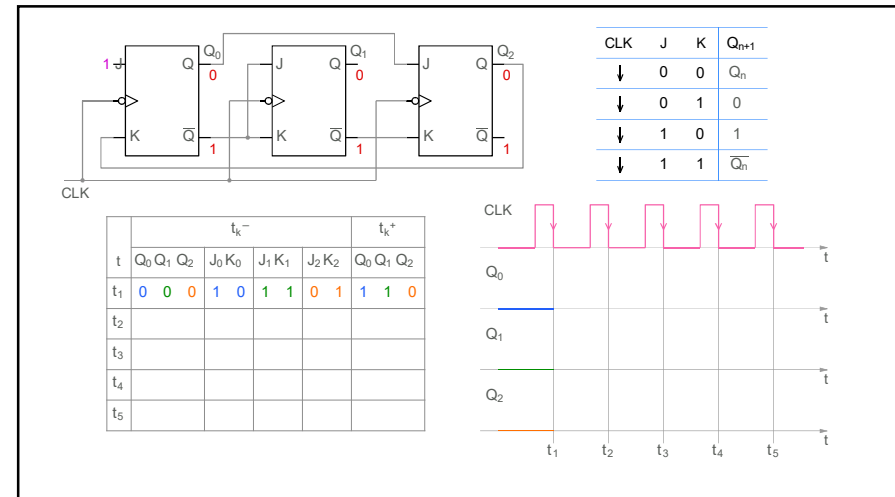 CLK J K Qₙ₊₁
↓ 0 0 Qₙ
↓ 0 1 0
↓ 1 0 1
↓ 1 1 Q̅ₙ
Q₀ Q₁ Q₂
1 J Q J Q J Q
0 0 0
K Q̅ K Q̅ K Q̅
1 1 1
CLK
tₖ⁻ tₖ⁺
t Q₀ Q₁ Q₂ J₀ K₀ J₁ K₁ J₂ K₂ Q₀ Q₁ Q₂
t₁ 0 0 0 1 0 1 1 0 1 1 1 0
t₂
t₃
t₄
t₅
CLK
t
Q₀
t
Q₁
t
Q₂
t
t₁ t₂ t₃ t₄ t₅